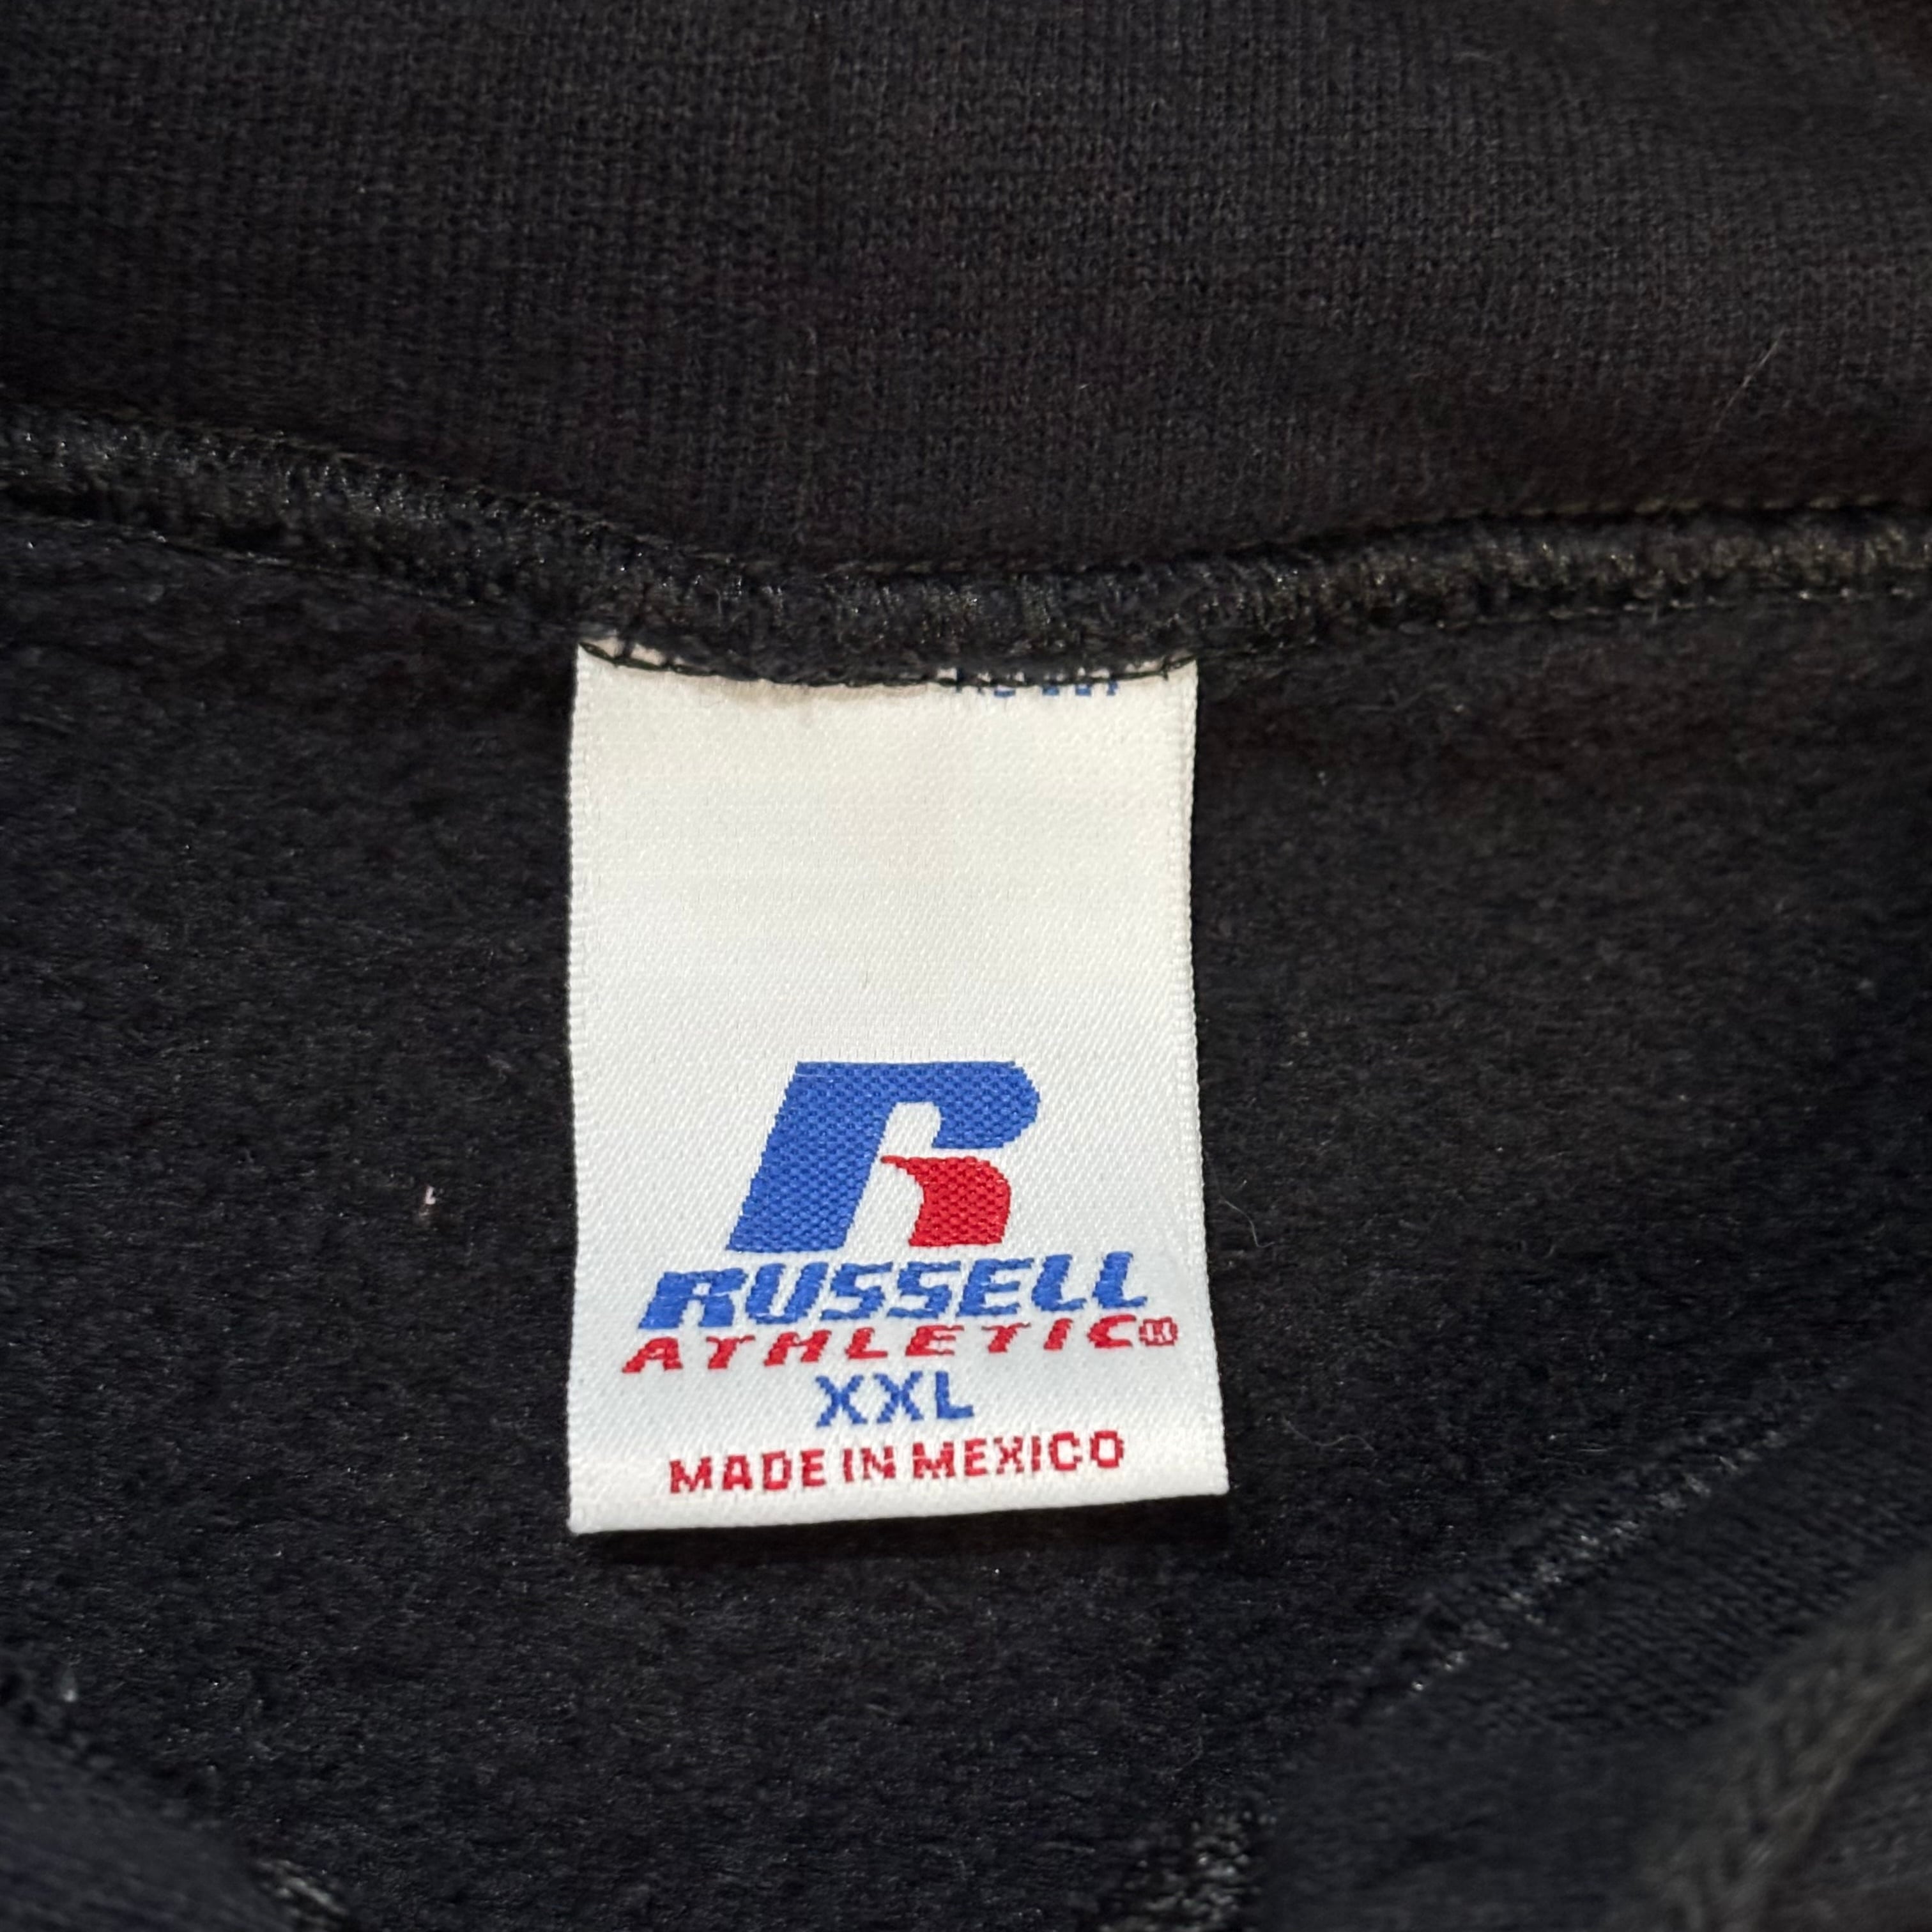 RUSSELL
ATHLETIC®
XXL
MADE IN MEXICO